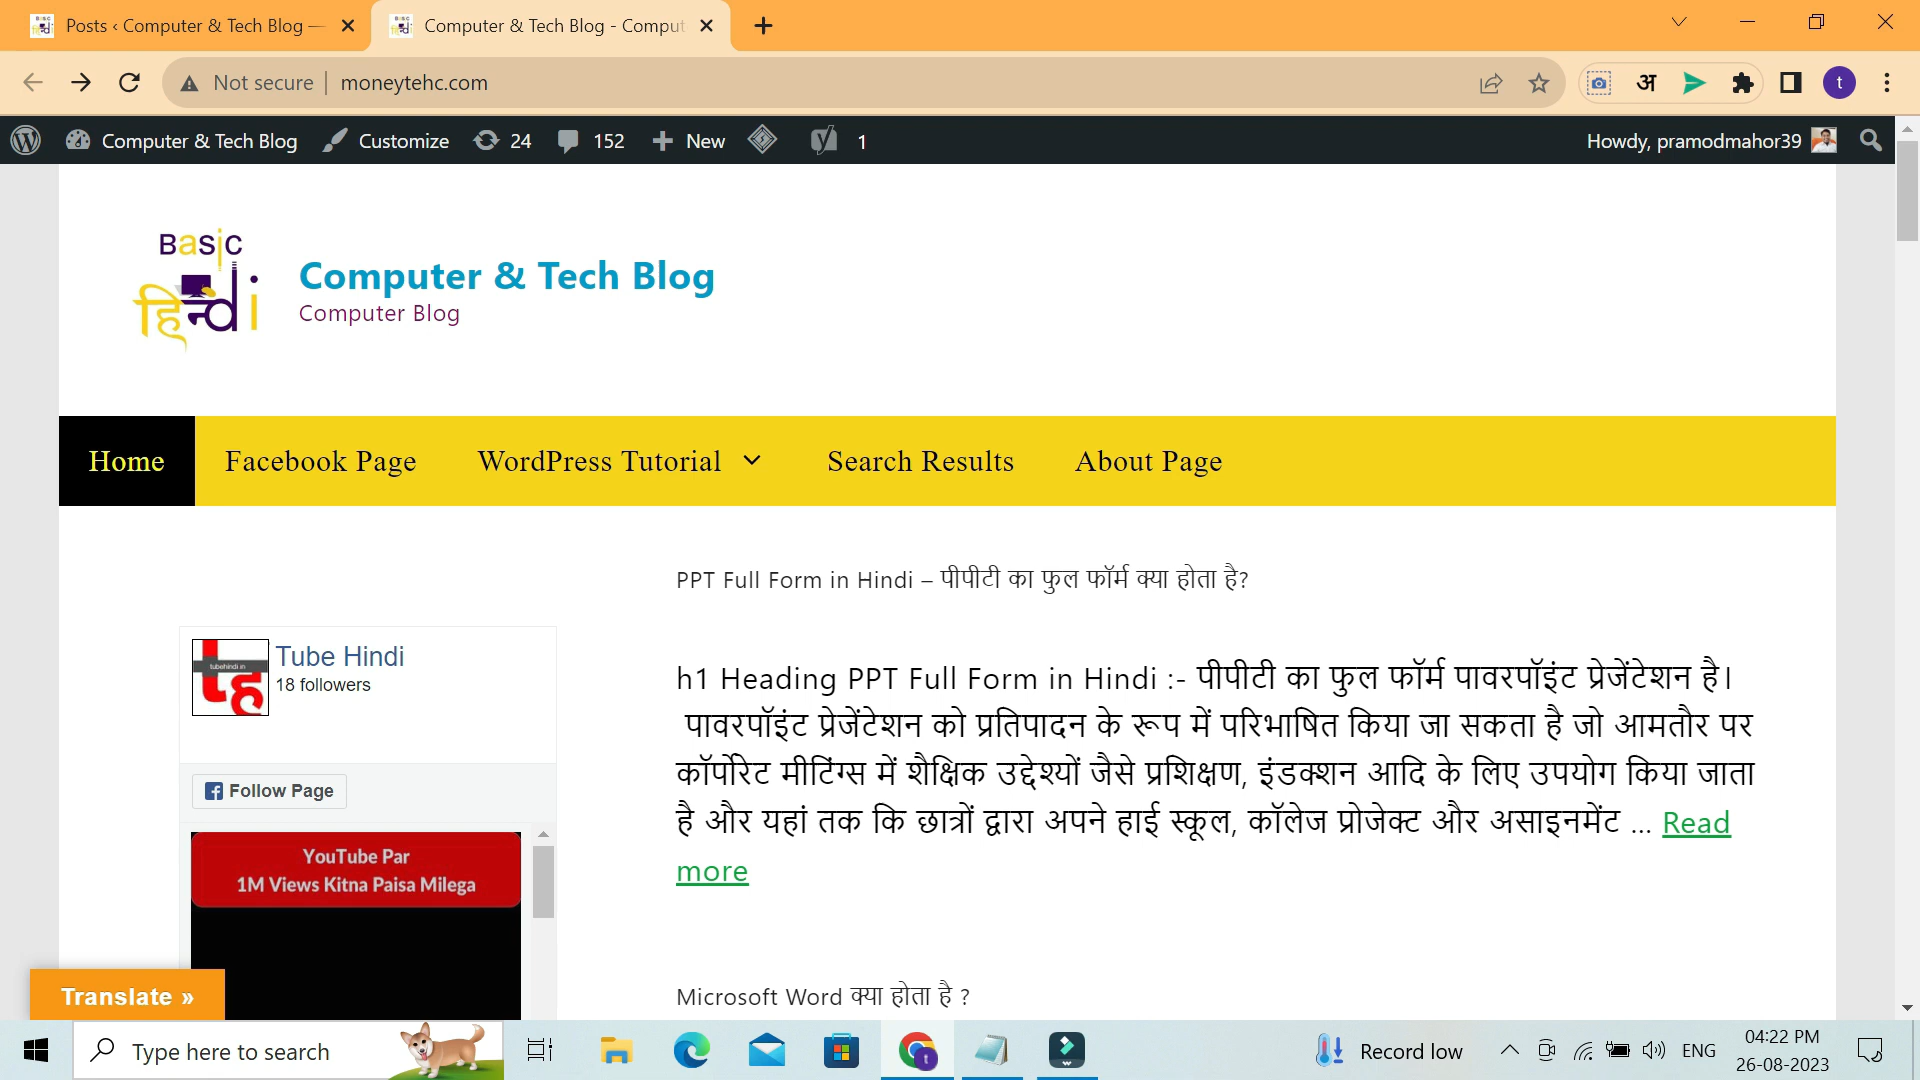 Posts ‹ Computer & Tech Blog —
Computer & Tech Blog - Comput
Not secure
moneytehc.com
अ
t
Computer & Tech Blog
Customize
24
152
New
1
Howdy, pramodmahor39
Basic
हिन्दी
Computer & Tech Blog
Computer Blog
Home
Facebook Page
WordPress Tutorial
Search Results
About Page
PPT Full Form in Hindi – पीपीटी का फुल फॉर्म क्या होता है?
h1 Heading PPT Full Form in Hindi :- पीपीटी का फुल फॉर्म पावरपॉइंट प्रेजेंटेशन है।
पावरपॉइंट प्रेजेंटेशन को प्रतिपादन के रूप में परिभाषित किया जा सकता है जो आमतौर पर
कॉर्पोरेट मीटिंग्स में शैक्षिक उद्देश्यों जैसे प्रशिक्षण, इंडक्शन आदि के लिए उपयोग किया जाता
है और यहां तक कि छात्रों द्वारा अपने हाई स्कूल, कॉलेज प्रोजेक्ट और असाइनमेंट ... Read
more
tubehindi in
Tube Hindi
18 followers
Follow Page
YouTube Par
1M Views Kitna Paisa Milega
Microsoft Word क्या होता है ?
Translate »
Type here to search
t
Record low
ENG
04:22 PM
26-08-2023